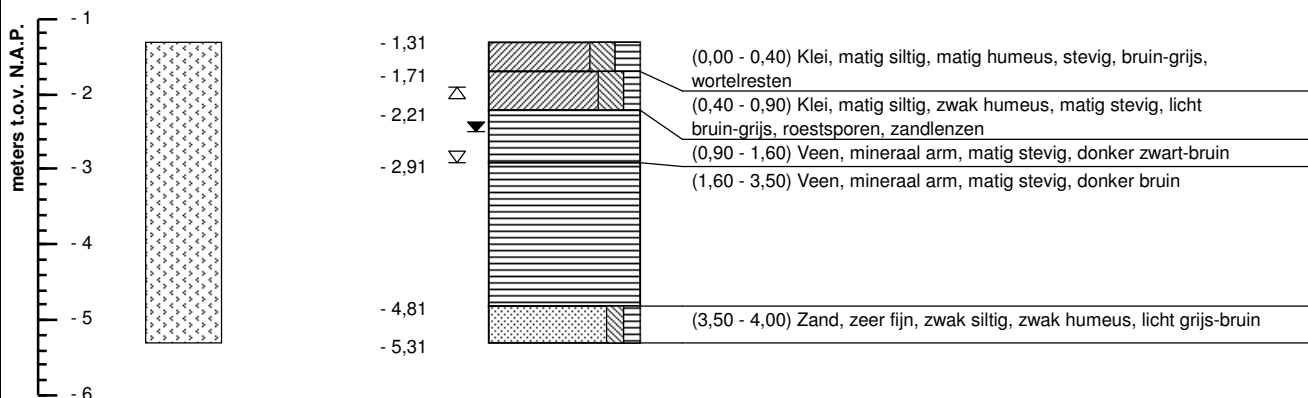 meters t.o.v. N.A.P.
- 1
- 2
- 3
- 4
- 5
- 6
- 1,31
- 1,71
- 2,21
- 2,91
- 4,81
- 5,31
(0,00 - 0,40) Klei, matig siltig, matig humeus, stevig, bruin-grijs,
wortelresten
(0,40 - 0,90) Klei, matig siltig, zwak humeus, matig stevig, licht
bruin-grijs, roestsporen, zandlenzen
(0,90 - 1,60) Veen, mineraal arm, matig stevig, donker zwart-bruin
(1,60 - 3,50) Veen, mineraal arm, matig stevig, donker bruin
(3,50 - 4,00) Zand, zeer fijn, zwak siltig, zwak humeus, licht grijs-bruin